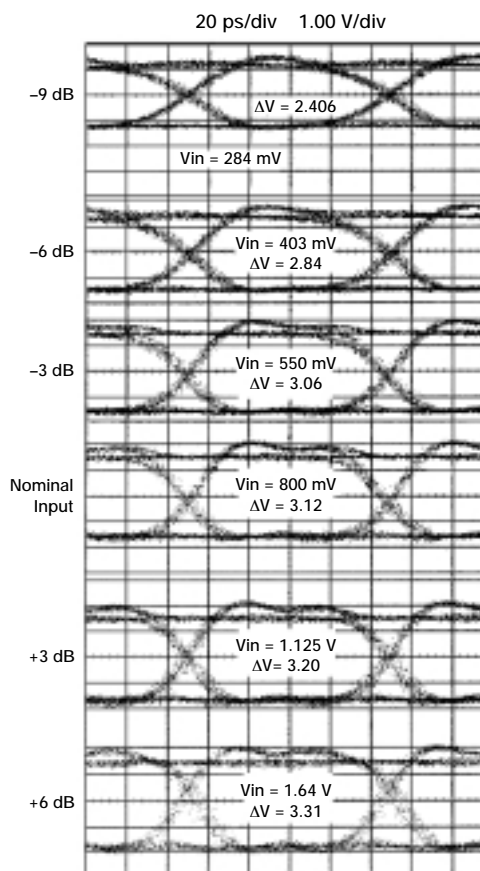 20 ps/div 1.00 V/div
–9 dB
ΔV = 2.406
Vin = 284 mV
–6 dB
Vin = 403 mV
ΔV = 2.84
–3 dB
Vin = 550 mV
ΔV = 3.06
Nominal
Input
Vin = 800 mV
ΔV = 3.12
+3 dB
Vin = 1.125 V
ΔV= 3.20
+6 dB
Vin = 1.64 V
ΔV = 3.31